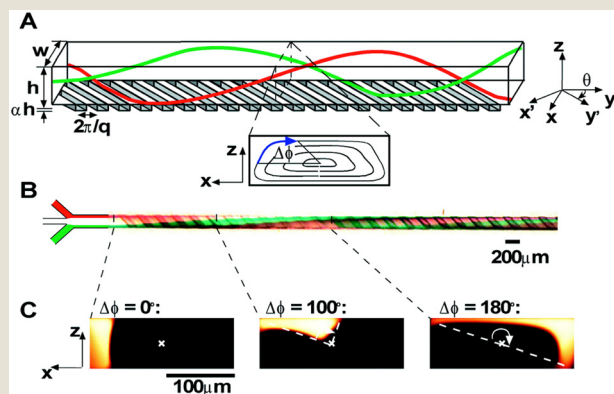 A
w
h
αh
2π/q
z
θ
y
x'
x
y'
z
Δϕ
x
B
200μm
C
Δϕ = 0°:
Δϕ = 100°:
Δϕ = 180°:
z
x
100μm